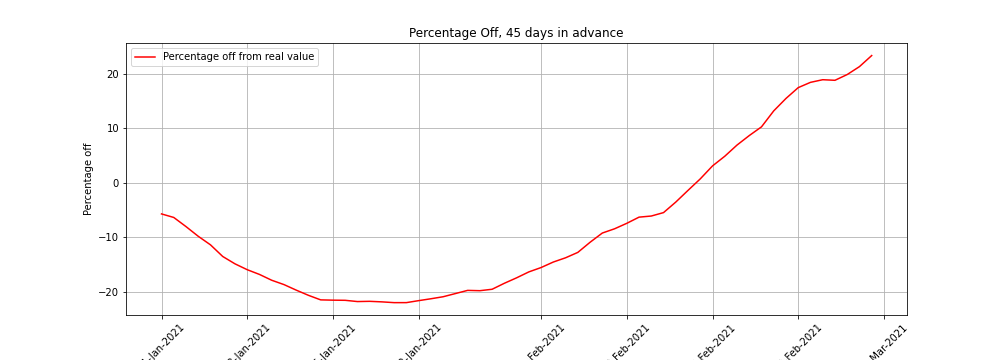 Percentage Off, 45 days in advance
Percentage off from real value
Percentage off
20
10
0
−10
−20
-Jan-2021
-Jan-2021
-Jan-2021
-Jan-2021
Feb-2021
Feb-2021
Feb-2021
Feb-2021
Mar-2021